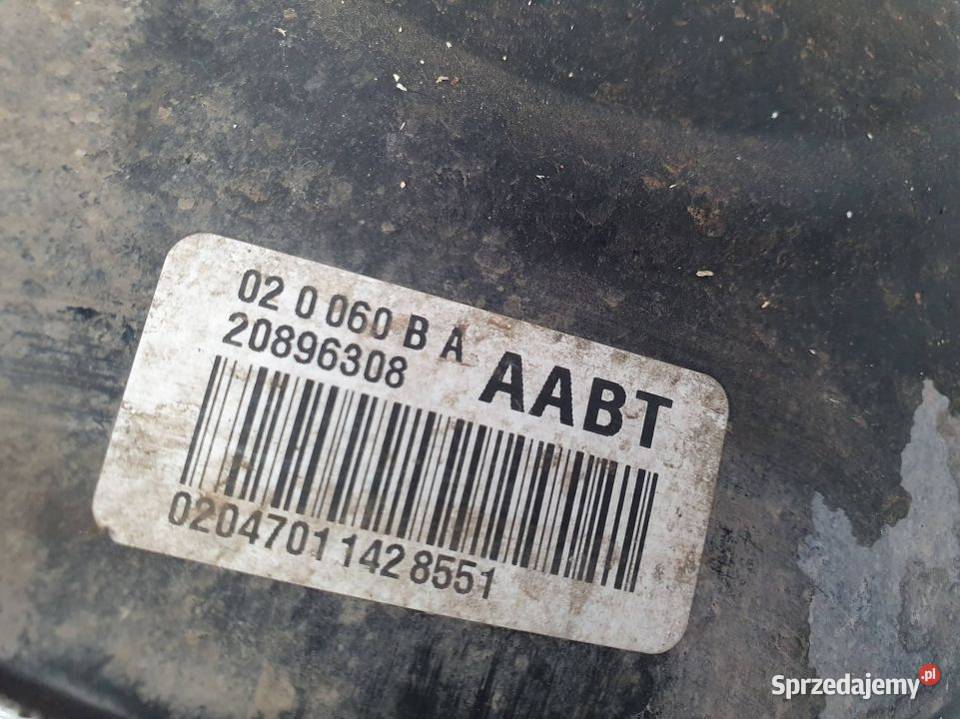 02 0 060 B A
20896308
AABT
0204701142 8551
Sprzedajemy.pl